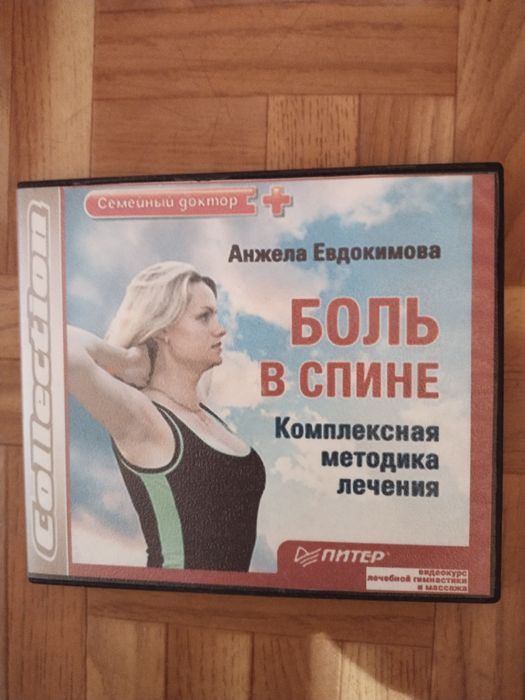 Collection
Семейный доктор
Анжела Евдокимова
БОЛЬ
В СПИНЕ
Комплексная
методика
лечения
ПИТЕР
видеокурс
лечебной гимнастики
и массажа